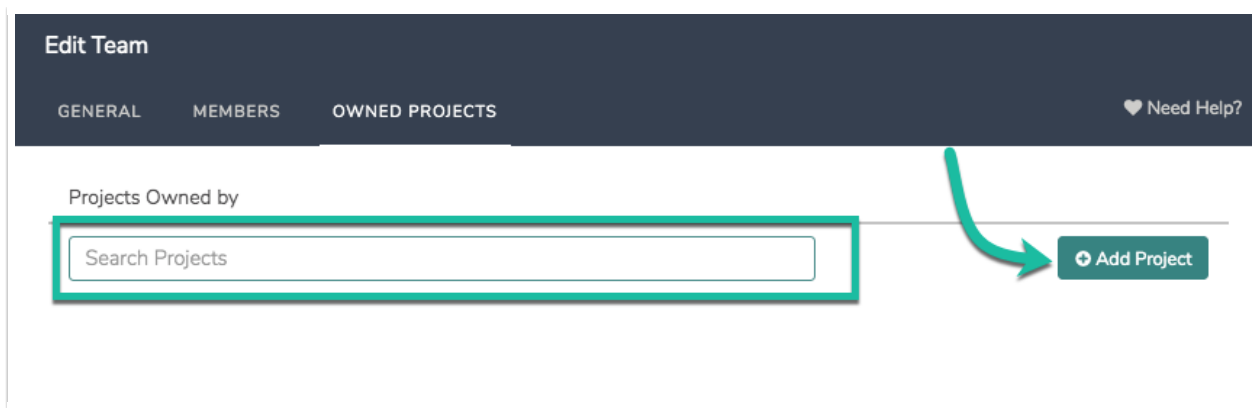 Edit Team
GENERAL MEMBERS OWNED PROJECTS Need Help?
Projects Owned by
Search Projects Add Project